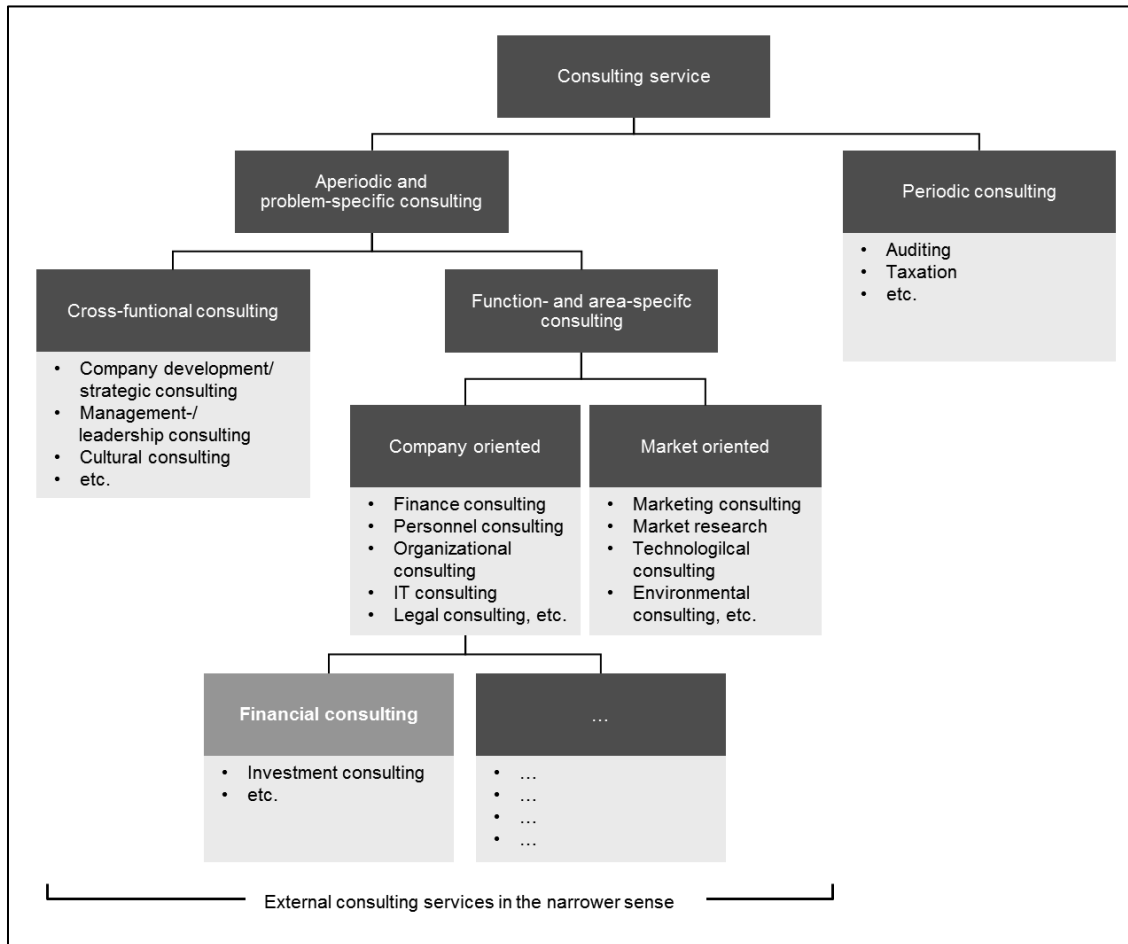 Consulting service
Aperiodic and
problem-specific consulting
Periodic consulting
• Auditing
• Taxation
• etc.
Cross-funtional consulting
• Company development/
strategic consulting
• Management-/
leadership consulting
• Cultural consulting
• etc.
Function- and area-specifc
consulting
Company oriented
• Finance consulting
• Personnel consulting
• Organizational
consulting
• IT consulting
• Legal consulting, etc.
Market oriented
• Marketing consulting
• Market research
• Technologilcal
consulting
• Environmental
consulting, etc.
Financial consulting
• Investment consulting
• etc.
…
• …
• …
• …
• …
External consulting services in the narrower sense